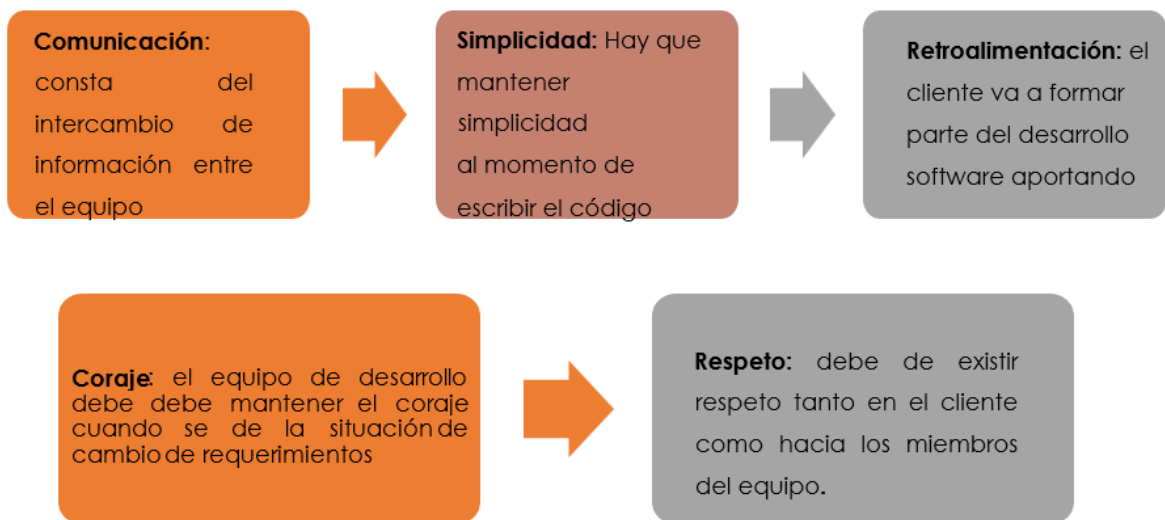 Comunicación:
consta del
intercambio de
información entre
el equipo
Simplicidad: Hay que
mantener
simplicidad
al momento de
escribir el código
Retroalimentación: el
cliente va a formar
parte del desarrollo
software aportando
Coraje: el equipo de desarrollo
debe debe mantener el coraje
cuando se de la situación de
cambio de requerimientos
Respeto: debe de existir
respeto tanto en el cliente
como hacia los miembros
del equipo.